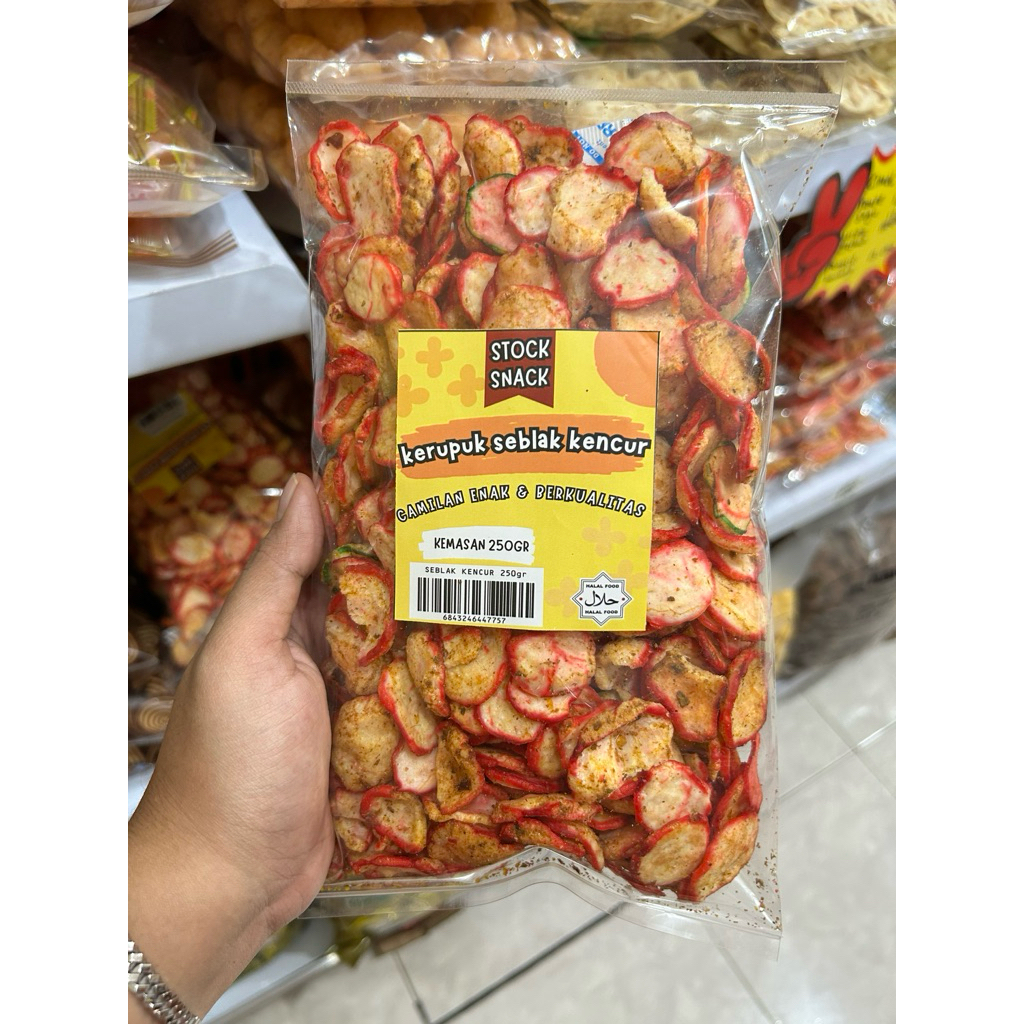 STOCK
SNACK
kerupuk seblak kencur
CAMILAN ENAK & BERKUALITAS
KEMASAN 250GR
SEBLAK KENCUR 250gr
6843246447757
HALAL FOOD
حلال
HALAL FOOD